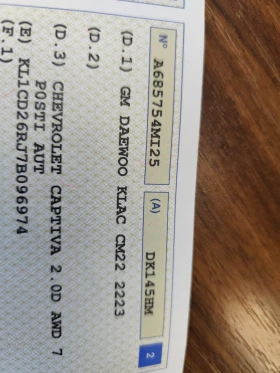 N° A685754MI25 (A) DK145HM 2
(D.1) GM DAEWOO KLAC CM22 2223
(D.2)
(D.3) CHEVROLET CAPTIVA 2.0D AWD 7
POSTI AUT
(E) KL1CD26RJ7B096974
(F.1)